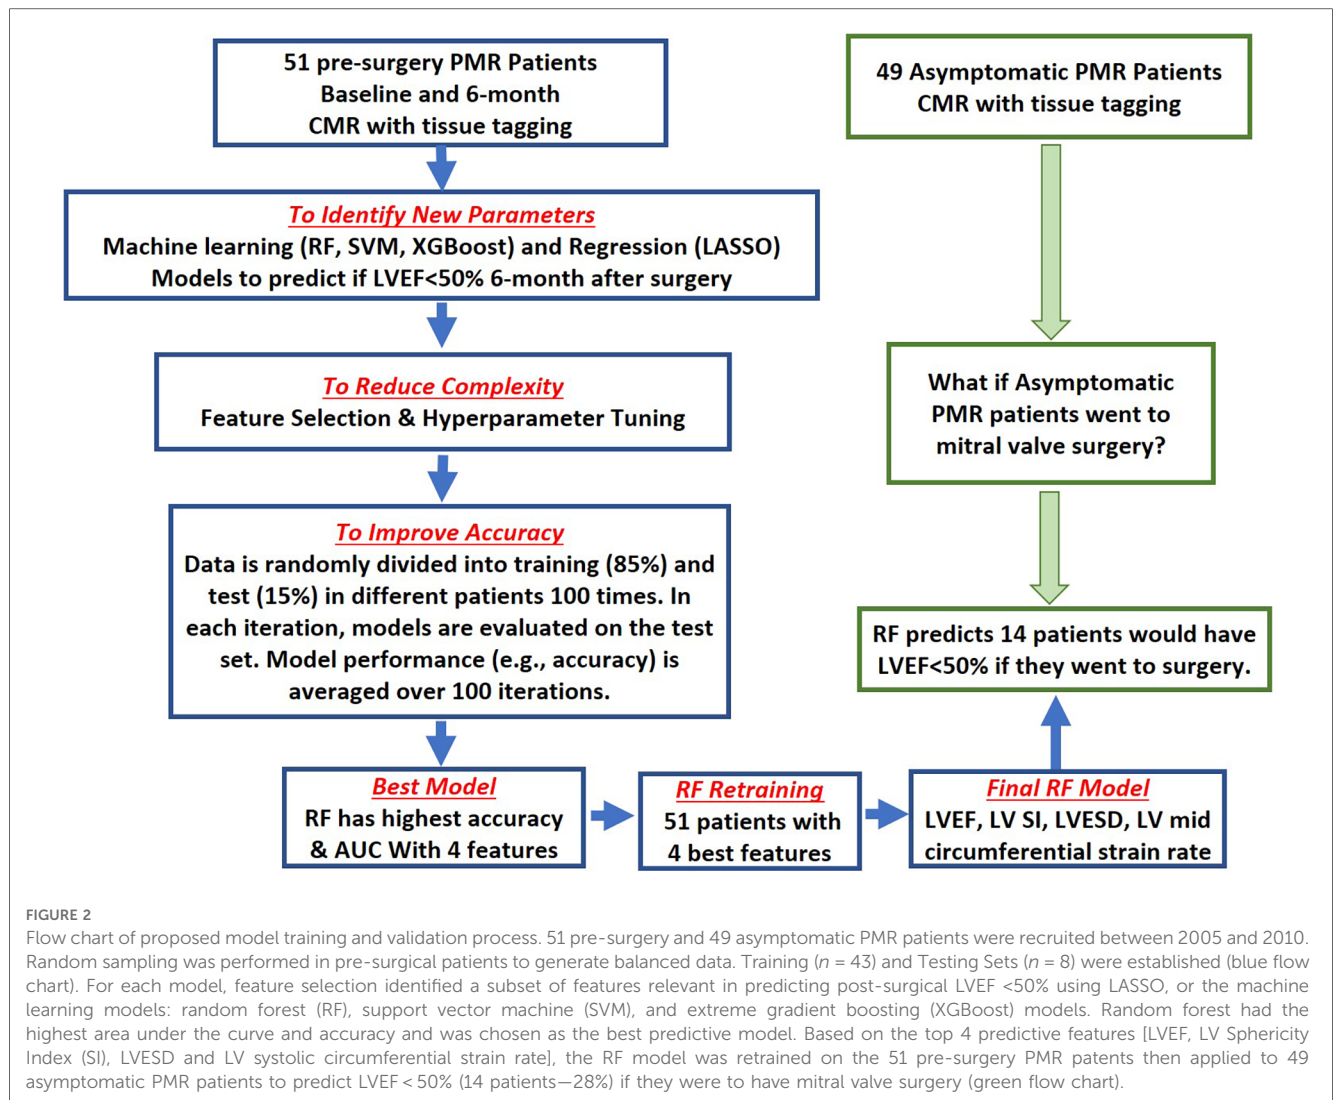 51 pre-surgery PMR Patients
Baseline and 6-month
CMR with tissue tagging
To Identify New Parameters
Machine learning (RF, SVM, XGBoost) and Regression (LASSO)
Models to predict if LVEF<50% 6-month after surgery
To Reduce Complexity
Feature Selection & Hyperparameter Tuning
To Improve Accuracy
Data is randomly divided into training (85%) and
test (15%) in different patients 100 times. In
each iteration, models are evaluated on the test
set. Model performance (e.g., accuracy) is
averaged over 100 iterations.
Best Model
RF has highest accuracy
& AUC With 4 features
RF Retraining
51 patients with
4 best features
Final RF Model
LVEF, LV SI, LVESD, LV mid
circumferential strain rate
49 Asymptomatic PMR Patients
CMR with tissue tagging
What if Asymptomatic
PMR patients went to
mitral valve surgery?
RF predicts 14 patients would have
LVEF<50% if they went to surgery.
FIGURE 2
Flow chart of proposed model training and validation process. 51 pre-surgery and 49 asymptomatic PMR patients were recruited between 2005 and 2010.
Random sampling was performed in pre-surgical patients to generate balanced data. Training (n = 43) and Testing Sets (n = 8) were established (blue flow
chart). For each model, feature selection identified a subset of features relevant in predicting post-surgical LVEF <50% using LASSO, or the machine
learning models: random forest (RF), support vector machine (SVM), and extreme gradient boosting (XGBoost) models. Random forest had the
highest area under the curve and accuracy and was chosen as the best predictive model. Based on the top 4 predictive features [LVEF, LV Sphericity
Index (SI), LVESD and LV systolic circumferential strain rate], the RF model was retrained on the 51 pre-surgery PMR patents then applied to 49
asymptomatic PMR patients to predict LVEF < 50% (14 patients—28%) if they were to have mitral valve surgery (green flow chart).